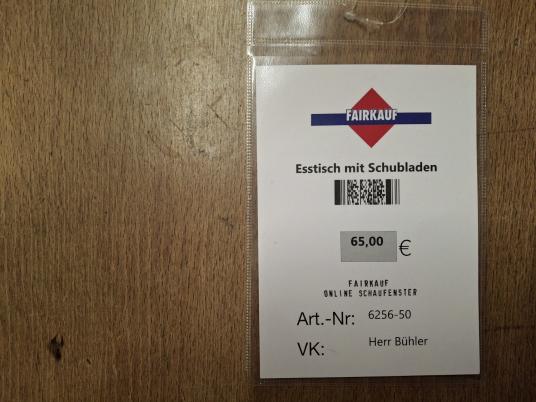 FAIRKAUF
Esstisch mit Schubladen
65,00 €
FAIRKAUF
ONLINE SCHAUFENSTER
Art.-Nr: 6256-50
VK: Herr Bühler